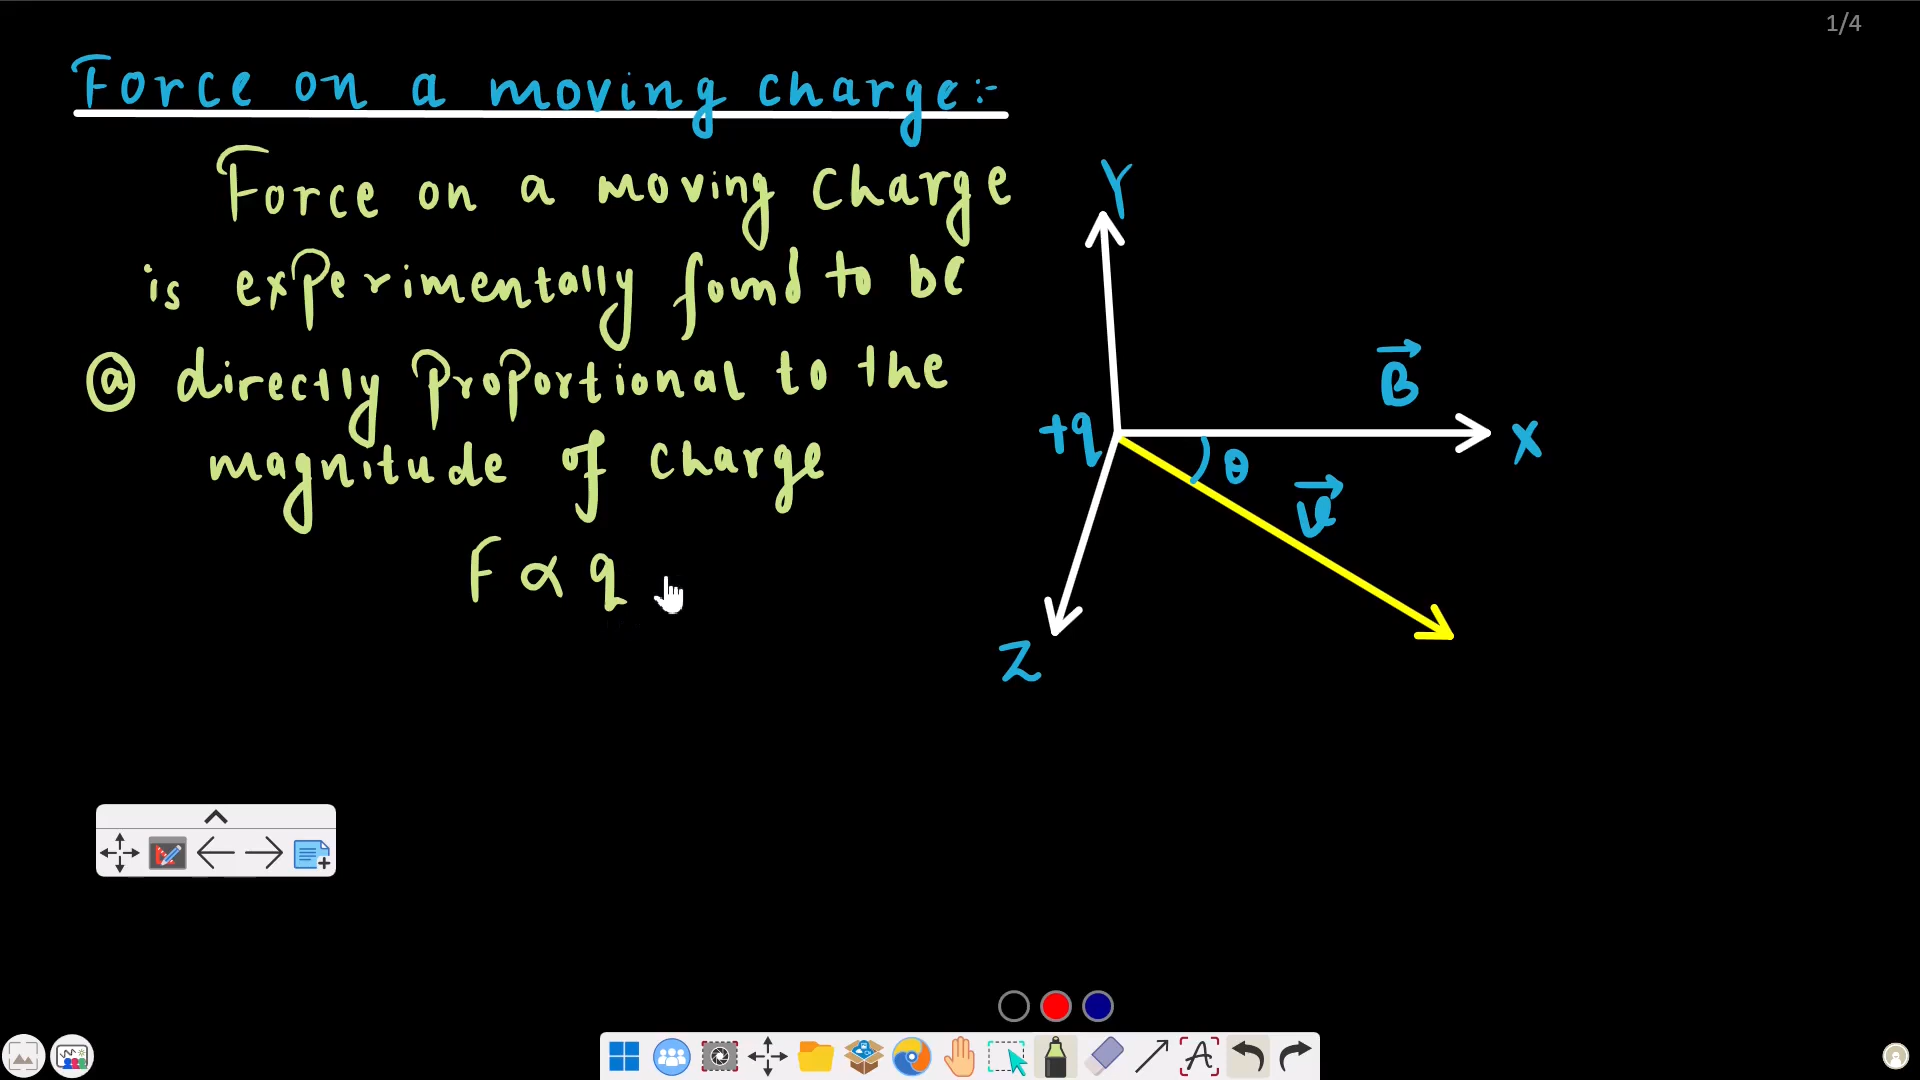 1/4
Force on a moving charge:-
Force on a moving charge
is experimentally found to be
ⓐ directly proportional to the
magnitude of charge
F ∝ q
Y
B⃗
+q
X
θ
v⃗
Z